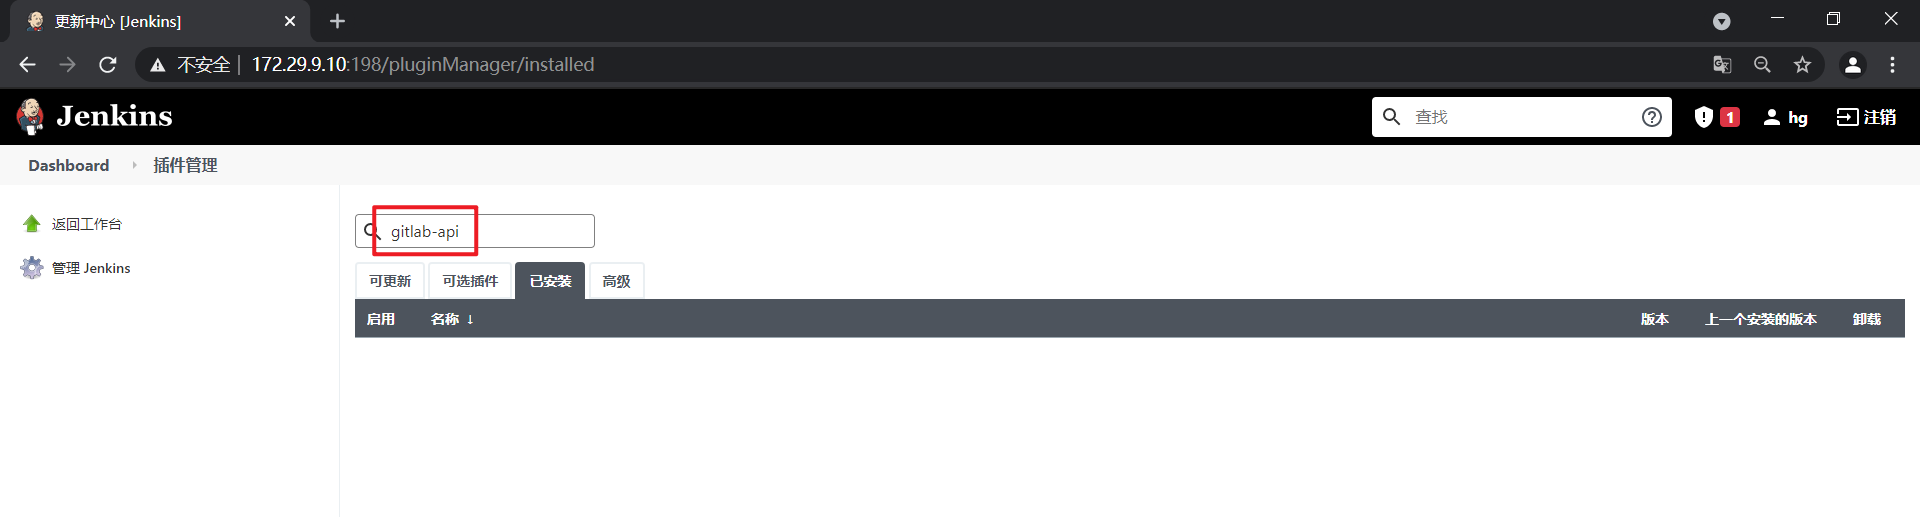 更新中心 [Jenkins]
不安全 | 172.29.9.10:198/pluginManager/installed
Jenkins
查找
1
hg
注销
Dashboard
插件管理
返回工作台
管理 Jenkins
gitlab-api
可更新
可选插件
已安装
高级
启用
名称 ↓
版本
上一个安装的版本
卸载